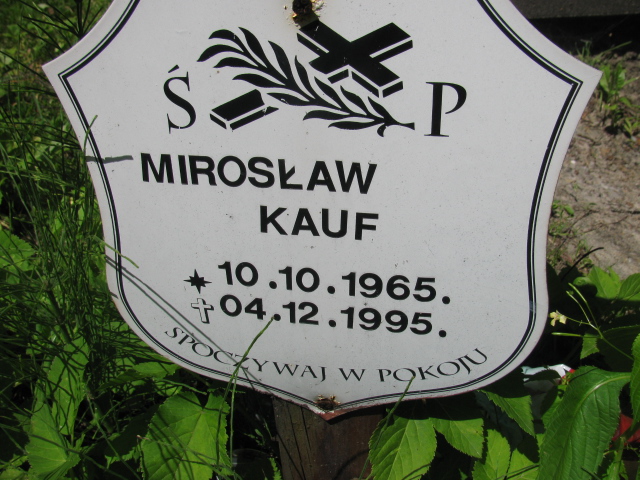 Ś P
MIROSŁAW
KAUF
10.10.1965.
04.12.1995.
SPOCZYWAJ W POKOJU